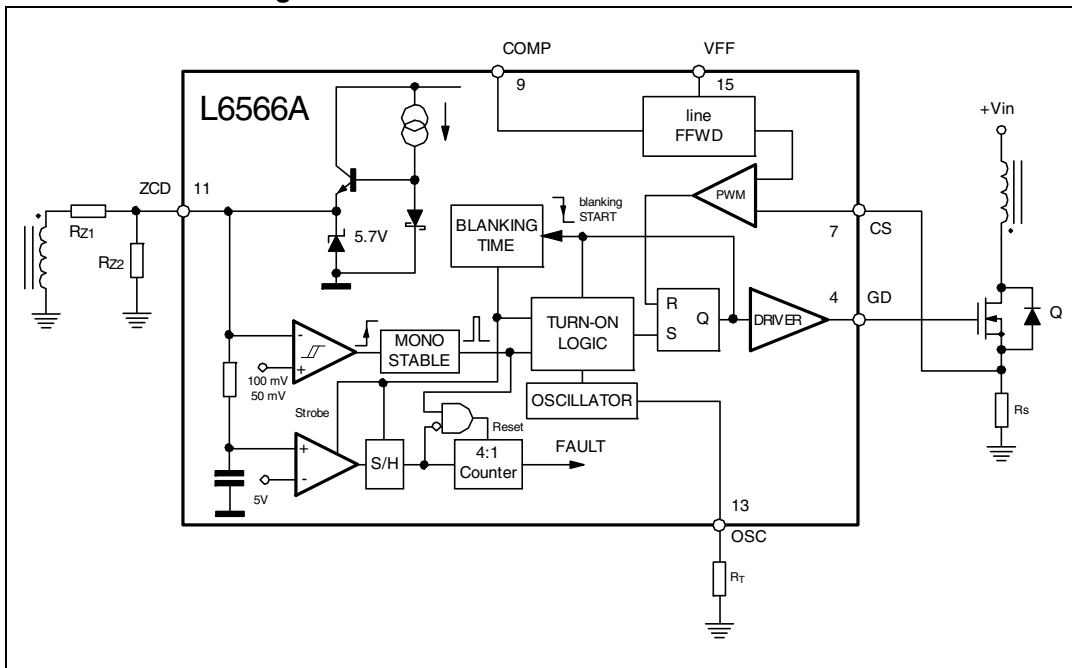 COMP
VFF
9
15
L6566A
line
FFWD
+Vin
ZCD
11
PWM
blanking
START
BLANKING
TIME
7
CS
RZ1
5.7V
RZ2
4
GD
R
S
Q
DRIVER
Q
TURN-ON
LOGIC
-
+
MONO
STABLE
100 mV
50 mV
OSCILLATOR
Rs
Strobe
Reset
FAULT
+
-
S/H
4:1
Counter
5V
13
OSC
RT